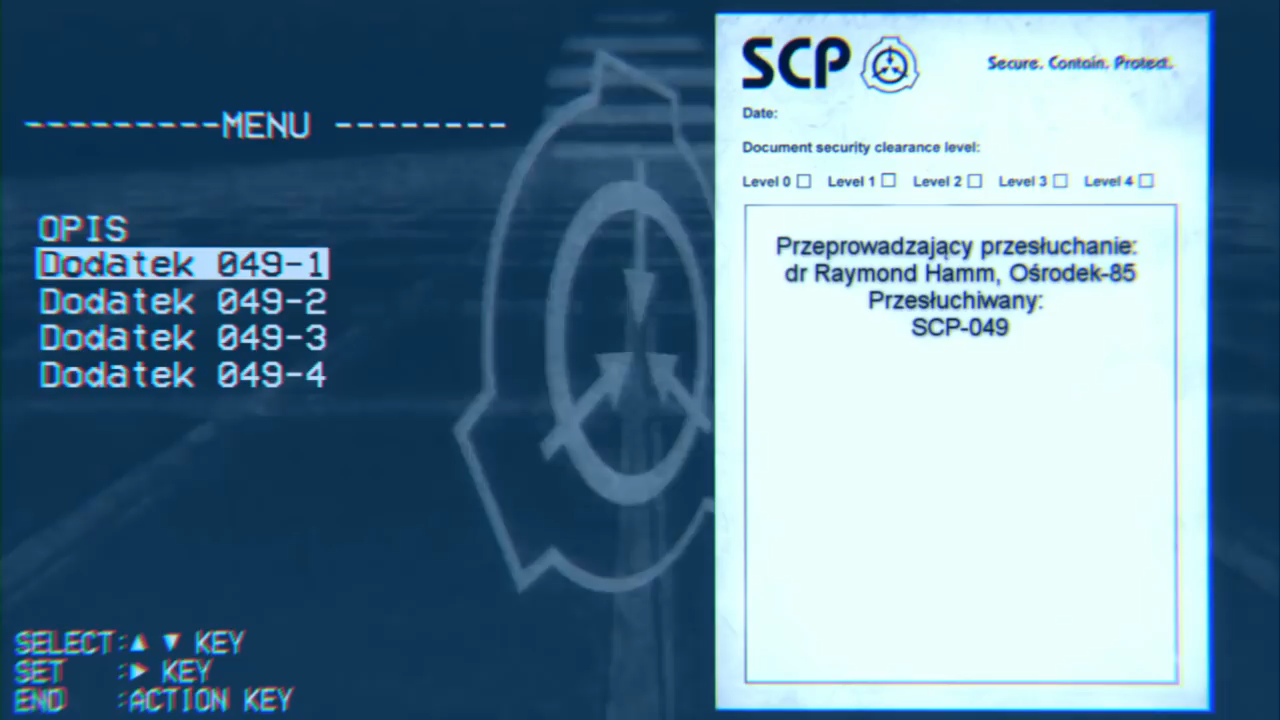 ---------MENU --------
OPIS
Dodatek 049-1
Dodatek 049-2
Dodatek 049-3
Dodatek 049-4
SELECT:▲ ▼ KEY
SET :► KEY
END :ACTION KEY
SCP
Secure. Contain. Protect.
Date:
Document security clearance level:
Level 0 □ Level 1 □ Level 2 □ Level 3 □ Level 4 □
Przeprowadzający przesłuchanie:
dr Raymond Hamm, Ośrodek-85
Przesłuchiwany:
SCP-049